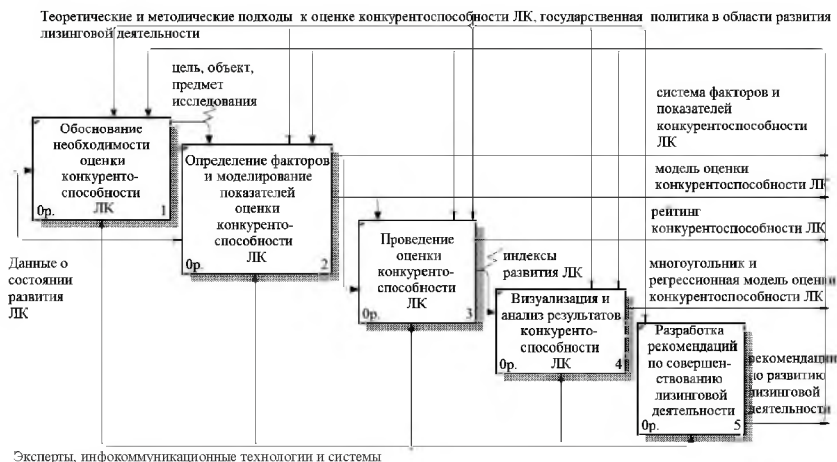 Теоретические и методические подходы к оценке конкурентоспособности ЛК, государственная политика в области развития
лизинговой деятельности
цель, объект,
предмет
исследования
Обоснование
необходимости
оценки
конкуренто-
способности
ЛК
0р. 1
Определение факторов
и моделирование
показателей
оценки
конкуренто-
способности
ЛК
0р. 2
Проведение
оценки
конкуренто-
способности
ЛК
0р. 3
индексы
развития ЛК
Визуализация и
анализ результатов
конкуренто-
способности
ЛК
0р. 4
Разработка
рекомендаций
по совершен-
ствованию
лизинговой
деятельности
0р. 5
система факторов и
показателей
конкурентоспособности
ЛК
модель оценки
конкурентоспособности ЛК
рейтинг
конкурентоспособности ЛК
многоугольник и
регрессионная модель оценки
конкурентоспособности ЛК
рекомендации
по развитию
лизинговой
деятельности
Данные о
состоянии
развития
ЛК
Эксперты, инфокоммуникационные технологии и системы